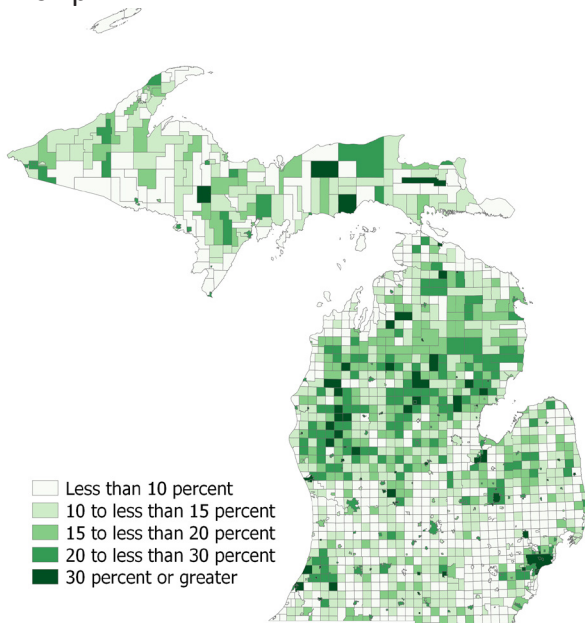 Less than 10 percent
10 to less than 15 percent
15 to less than 20 percent
20 to less than 30 percent
30 percent or greater